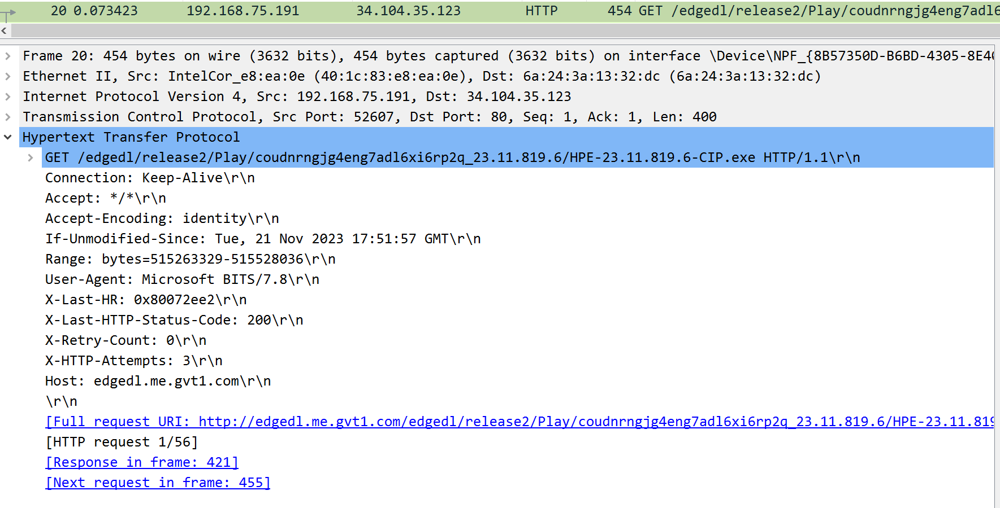 20 0.073423 192.168.75.191 34.104.35.123 HTTP 454 GET /edgedl/release2/Play/coudnrngjg4eng7adl6
Frame 20: 454 bytes on wire (3632 bits), 454 bytes captured (3632 bits) on interface \Device\NPF_{8B57350D-B6BD-4305-8E4
Ethernet II, Src: IntelCor_e8:ea:0e (40:1c:83:e8:ea:0e), Dst: 6a:24:3a:13:32:dc (6a:24:3a:13:32:dc)
Internet Protocol Version 4, Src: 192.168.75.191, Dst: 34.104.35.123
Transmission Control Protocol, Src Port: 52607, Dst Port: 80, Seq: 1, Ack: 1, Len: 400
Hypertext Transfer Protocol
GET /edgedl/release2/Play/coudnrngjg4eng7adl6xi6rp2q_23.11.819.6/HPE-23.11.819.6-CIP.exe HTTP/1.1\r\n
Connection: Keep-Alive\r\n
Accept: */*\r\n
Accept-Encoding: identity\r\n
If-Unmodified-Since: Tue, 21 Nov 2023 17:51:57 GMT\r\n
Range: bytes=515263329-515528036\r\n
User-Agent: Microsoft BITS/7.8\r\n
X-Last-HR: 0x80072ee2\r\n
X-Last-HTTP-Status-Code: 200\r\n
X-Retry-Count: 0\r\n
X-HTTP-Attempts: 3\r\n
Host: edgedl.me.gvt1.com\r\n
\r\n
[Full request URI: http://edgedl.me.gvt1.com/edgedl/release2/Play/coudnrngjg4eng7adl6xi6rp2q_23.11.819.6/HPE-23.11.819
[HTTP request 1/56]
[Response in frame: 421]
[Next request in frame: 455]